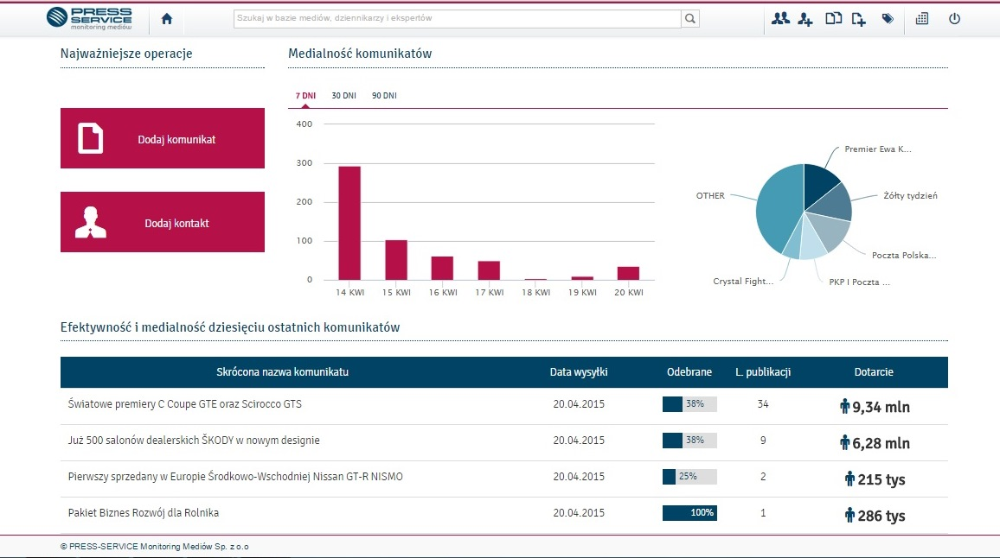 PRESS
SERVICE
monitoring mediów
Szukaj w bazie mediów, dziennikarzy i ekspertów
Najważniejsze operacje
Medialność komunikatów
7 DNI 30 DNI 90 DNI
Dodaj komunikat
Dodaj kontakt
400
300
200
100
0
14 KWI 15 KWI 16 KWI 17 KWI 18 KWI 19 KWI 20 KWI
Premier Ewa K...
Żółty tydzień
Poczta Polska...
PKP I Poczta ...
Crystal Fight...
OTHER
Efektywność i medialność dziesięciu ostatnich komunikatów
Skrócona nazwa komunikatu Data wysyłki Odebrane L. publikacji Dotarcie
Światowe premiery C Coupe GTE oraz Scirocco GTS 20.04.2015 38% 34 9,34 mln
Już 500 salonów dealerskich ŠKODY w nowym designie 20.04.2015 38% 9 6,28 mln
Pierwszy sprzedany w Europie Środkowo-Wschodniej Nissan GT-R NISMO 20.04.2015 25% 2 215 tys
Pakiet Biznes Rozwój dla Rolnika 20.04.2015 100% 1 286 tys
© PRESS-SERVICE Monitoring Mediów Sp. z o.o